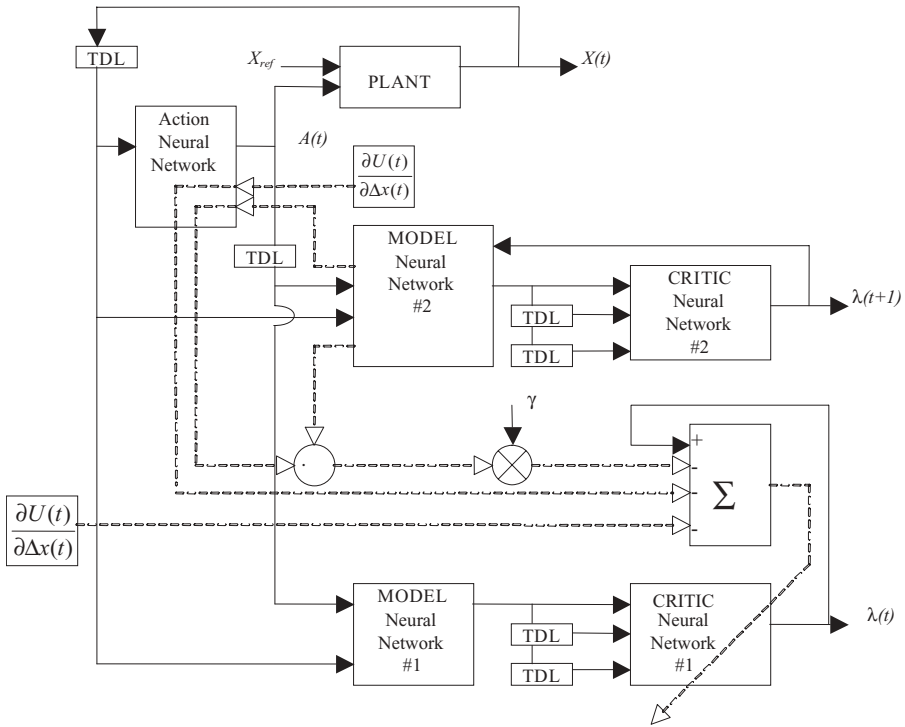 TDL
X_ref
X(t)
PLANT
Action
Neural
Network
A(t)
∂U(t)
∂Δx(t)
TDL
MODEL
Neural
Network
#2
CRITIC
Neural
Network
#2
TDL
TDL
λ(t+1)
γ
+
-
-
-
Σ
·
∂U(t)
∂Δx(t)
MODEL
Neural
Network
#1
CRITIC
Neural
Network
#1
TDL
TDL
λ(t)